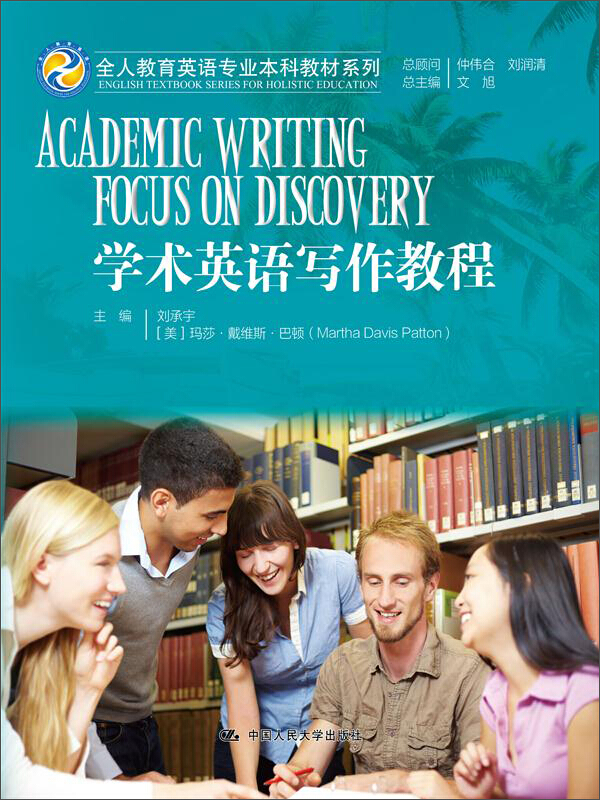 全人教育英语专业本科教材系列
ENGLISH TEXTBOOK SERIES FOR HOLISTIC EDUCATION
总顾问 仲伟合 刘润清
总主编 文 旭
ACADEMIC WRITING
FOCUS ON DISCOVERY
学术英语写作教程
主 编 刘承宇
[美]玛莎·戴维斯·巴顿(Martha Davis Patton)
中国人民大学出版社